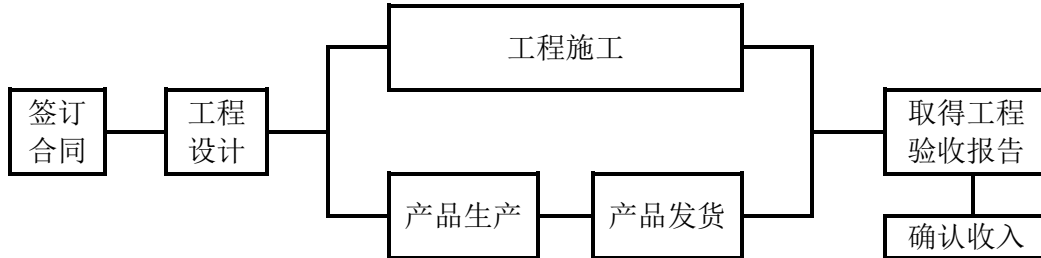 工程施工
签订
合同
工程
设计
取得工程
验收报告
产品生产
产品发货
确认收入